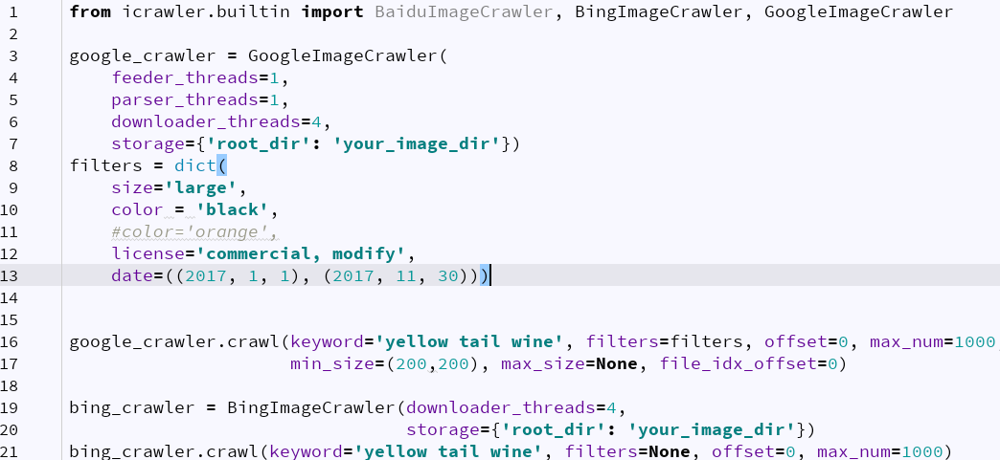 1 from icrawler.builtin import BaiduImageCrawler, BingImageCrawler, GoogleImageCrawler
2
3 google_crawler = GoogleImageCrawler(
4     feeder_threads=1,
5     parser_threads=1,
6     downloader_threads=4,
7     storage={'root_dir': 'your_image_dir'})
8 filters = dict(
9     size='large',
10     color = 'black',
11     #color='orange',
12     license='commercial, modify',
13     date=((2017, 1, 1), (2017, 11, 30)))
14
15
16 google_crawler.crawl(keyword='yellow tail wine', filters=filters, offset=0, max_num=1000
17                      min_size=(200,200), max_size=None, file_idx_offset=0)
18
19 bing_crawler = BingImageCrawler(downloader_threads=4,
20                                 storage={'root_dir': 'your_image_dir'})
21 bing_crawler.crawl(keyword='yellow tail wine', filters=None, offset=0, max_num=1000)